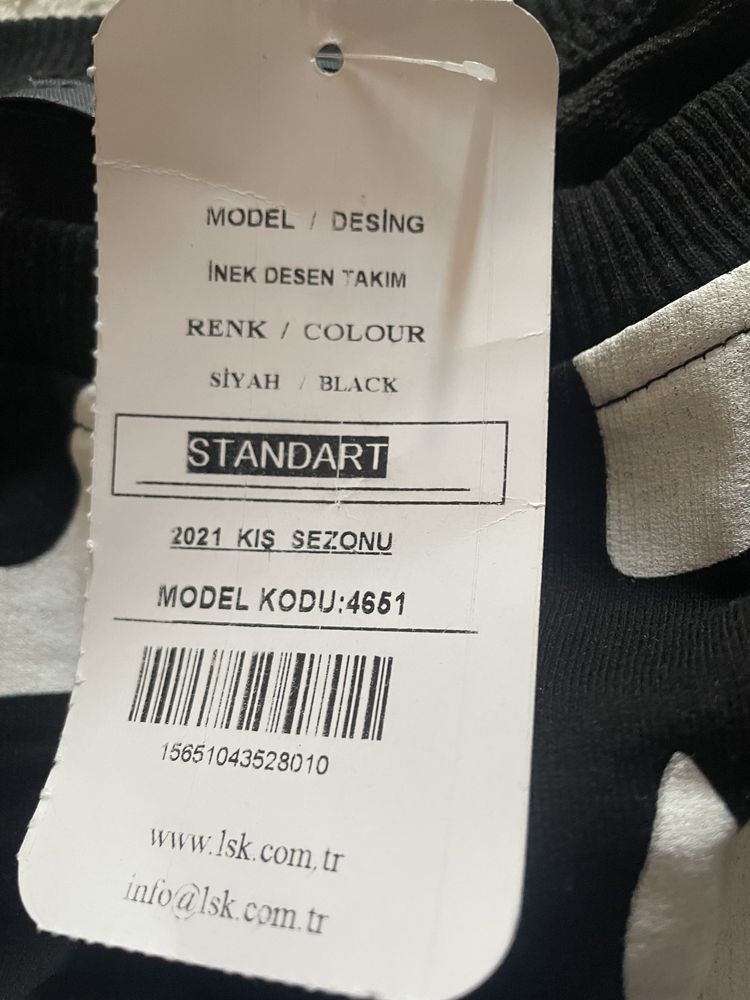 MODEL / DESİNG
İNEK DESEN TAKIM
RENK / COLOUR
SİYAH / BLACK
STANDART
2021 KIŞ SEZONU
MODEL KODU:4651
15651043528010
www.lsk.com.tr
info@lsk.com.tr